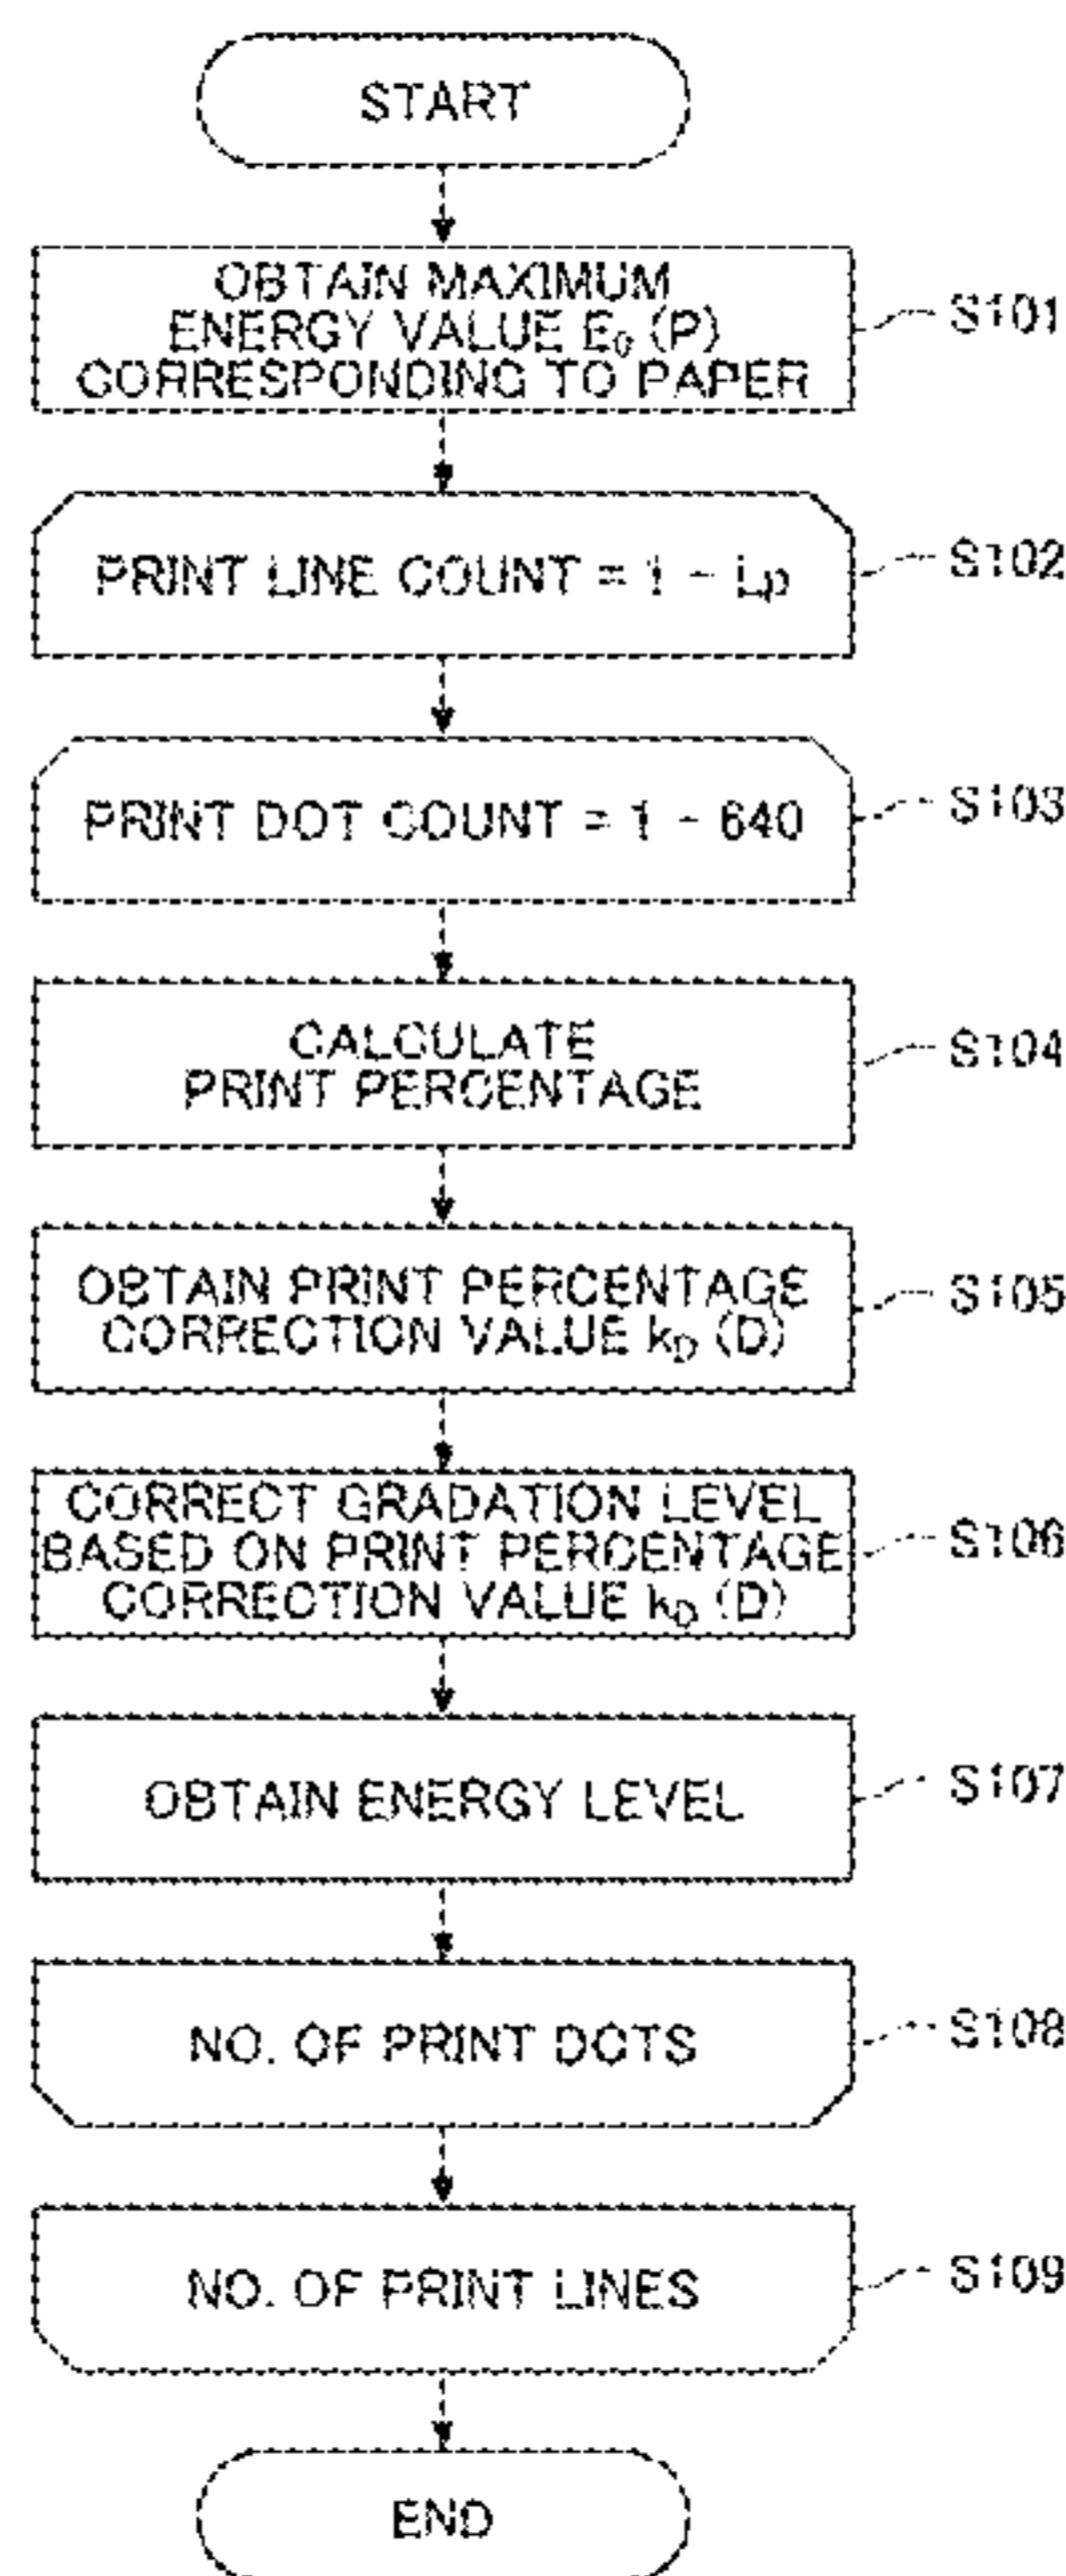 START
OBTAIN MAXIMUM
ENERGY VALUE E₀ (P)
CORRESPONDING TO PAPER
S101
PRINT LINE COUNT = 1 - Lp
S102
PRINT DOT COUNT = 1 - 640
S103
CALCULATE
PRINT PERCENTAGE
S104
OBTAIN PRINT PERCENTAGE
CORRECTION VALUE k_D (D)
S105
CORRECT GRADATION LEVEL
BASED ON PRINT PERCENTAGE
CORRECTION VALUE k_D (D)
S106
OBTAIN ENERGY LEVEL
S107
NO. OF PRINT DOTS
S108
NO. OF PRINT LINES
S109
END